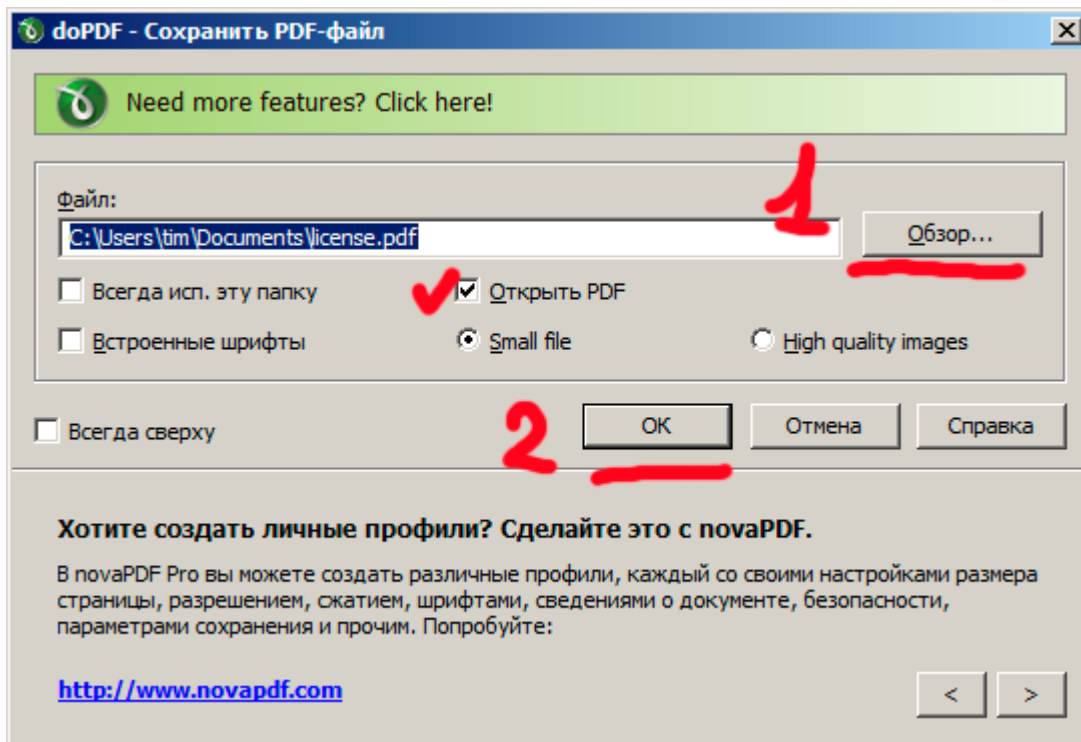 doPDF - Сохранить PDF-файл
Need more features? Click here!
1
Файл:
C:\Users\tim\Documents\license.pdf
Обзор...
Всегда исп. эту папку
Открыть PDF
Встроенные шрифты
Small file
High quality images
Всегда сверху
2
ОК
Отмена
Справка
Хотите создать личные профили? Сделайте это с novaPDF.
В novaPDF Pro вы можете создать различные профили, каждый со своими настройками размера
страницы, разрешением, сжатием, шрифтами, сведениями о документе, безопасности,
параметрами сохранения и прочим. Попробуйте:
http://www.novapdf.com
<
>